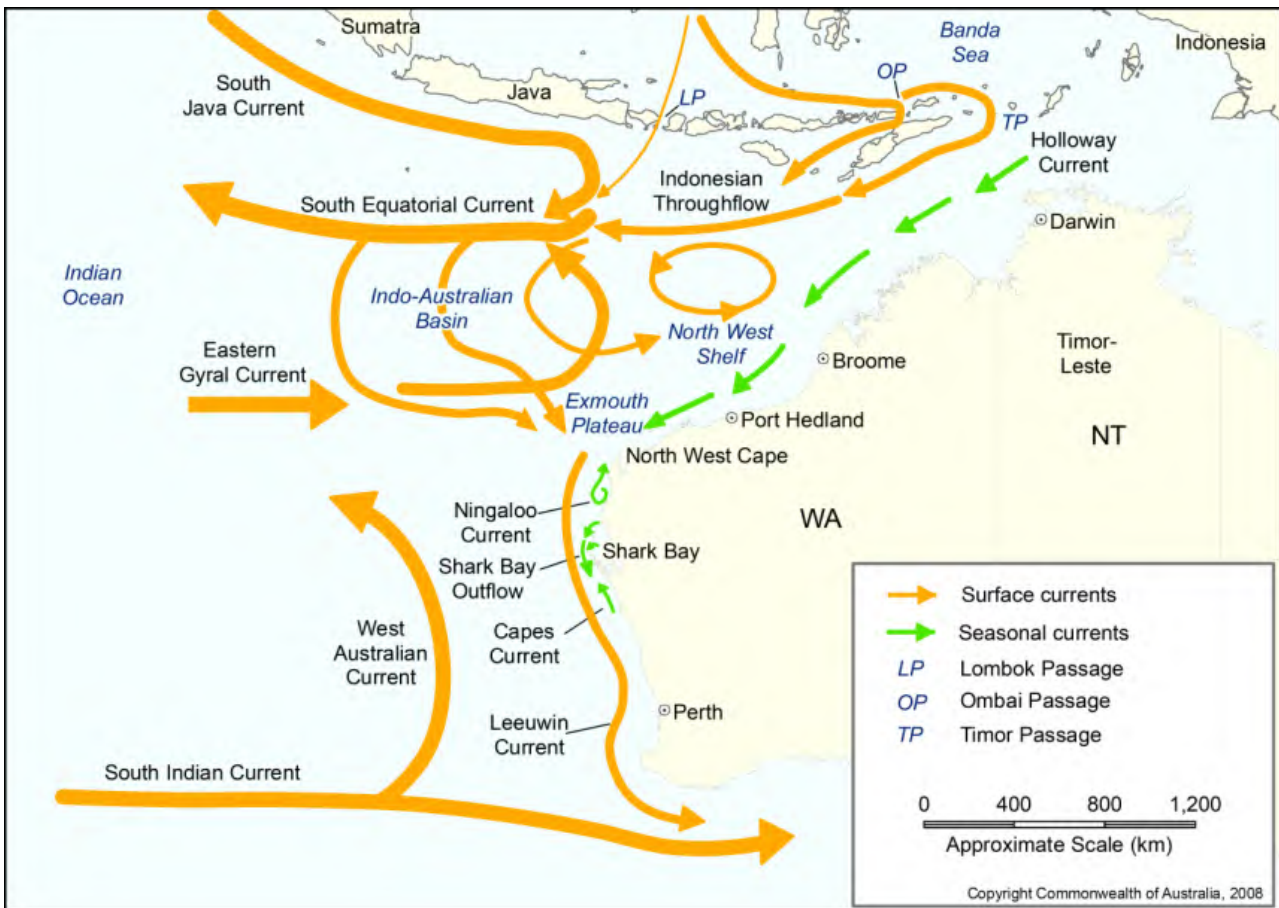 Sumatra
Banda
Sea
Indonesia
South
Java Current
Java
LP
OP
TP
Holloway
Current
Indonesian
Throughflow
South Equatorial Current
Darwin
Indian
Ocean
Indo-Australian
Basin
North West
Shelf
Timor-
Leste
Eastern
Gyral Current
Broome
Exmouth
Plateau
Port Hedland
NT
North West Cape
Ningaloo
Current
WA
Shark Bay
Shark Bay
Outflow
Capes
Current
West
Australian
Current
Perth
Leeuwin
Current
South Indian Current
Surface currents
Seasonal currents
LP Lombok Passage
OP Ombai Passage
TP Timor Passage
0 400 800 1,200
Approximate Scale (km)
Copyright Commonwealth of Australia, 2008